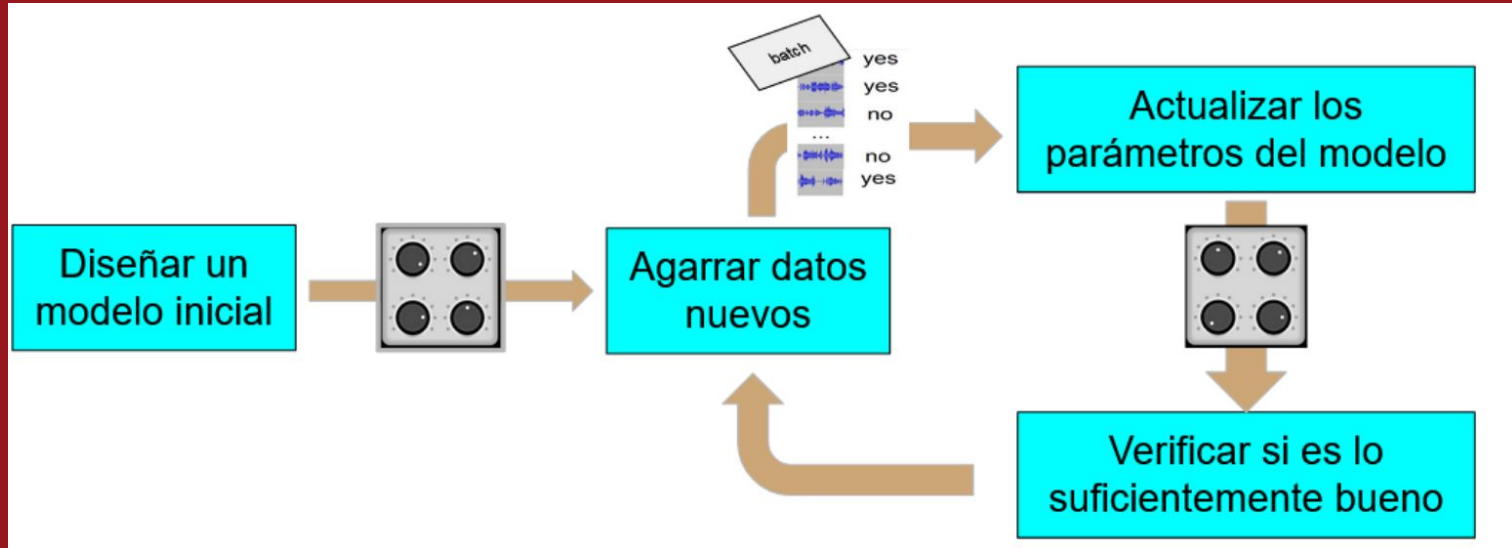 Diseñar un
modelo inicial
Agarrar datos
nuevos
batch
yes
yes
no
...
no
yes
Actualizar los
parámetros del modelo
Verificar si es lo
suficientemente bueno